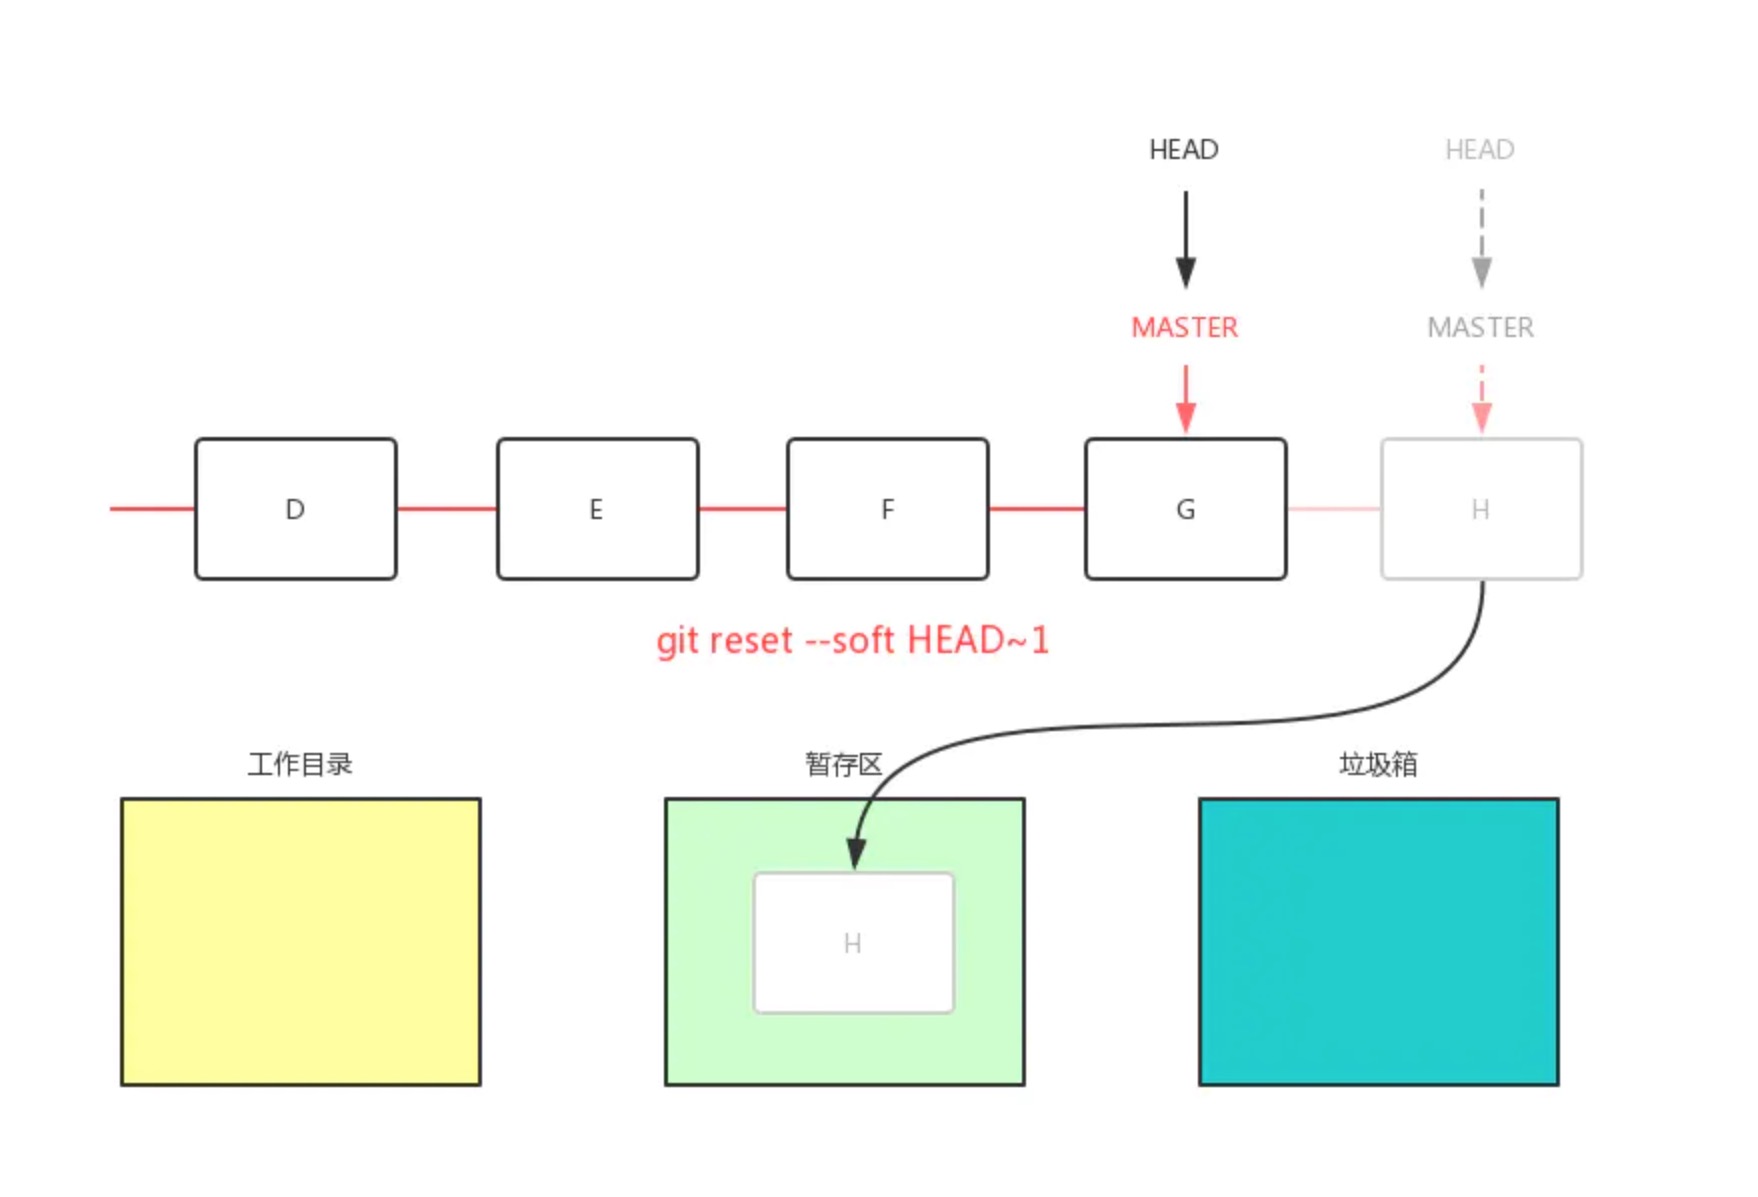 HEAD HEAD
MASTER MASTER
D E F G H
git reset --soft HEAD~1
工作目录 暂存区 垃圾箱
H